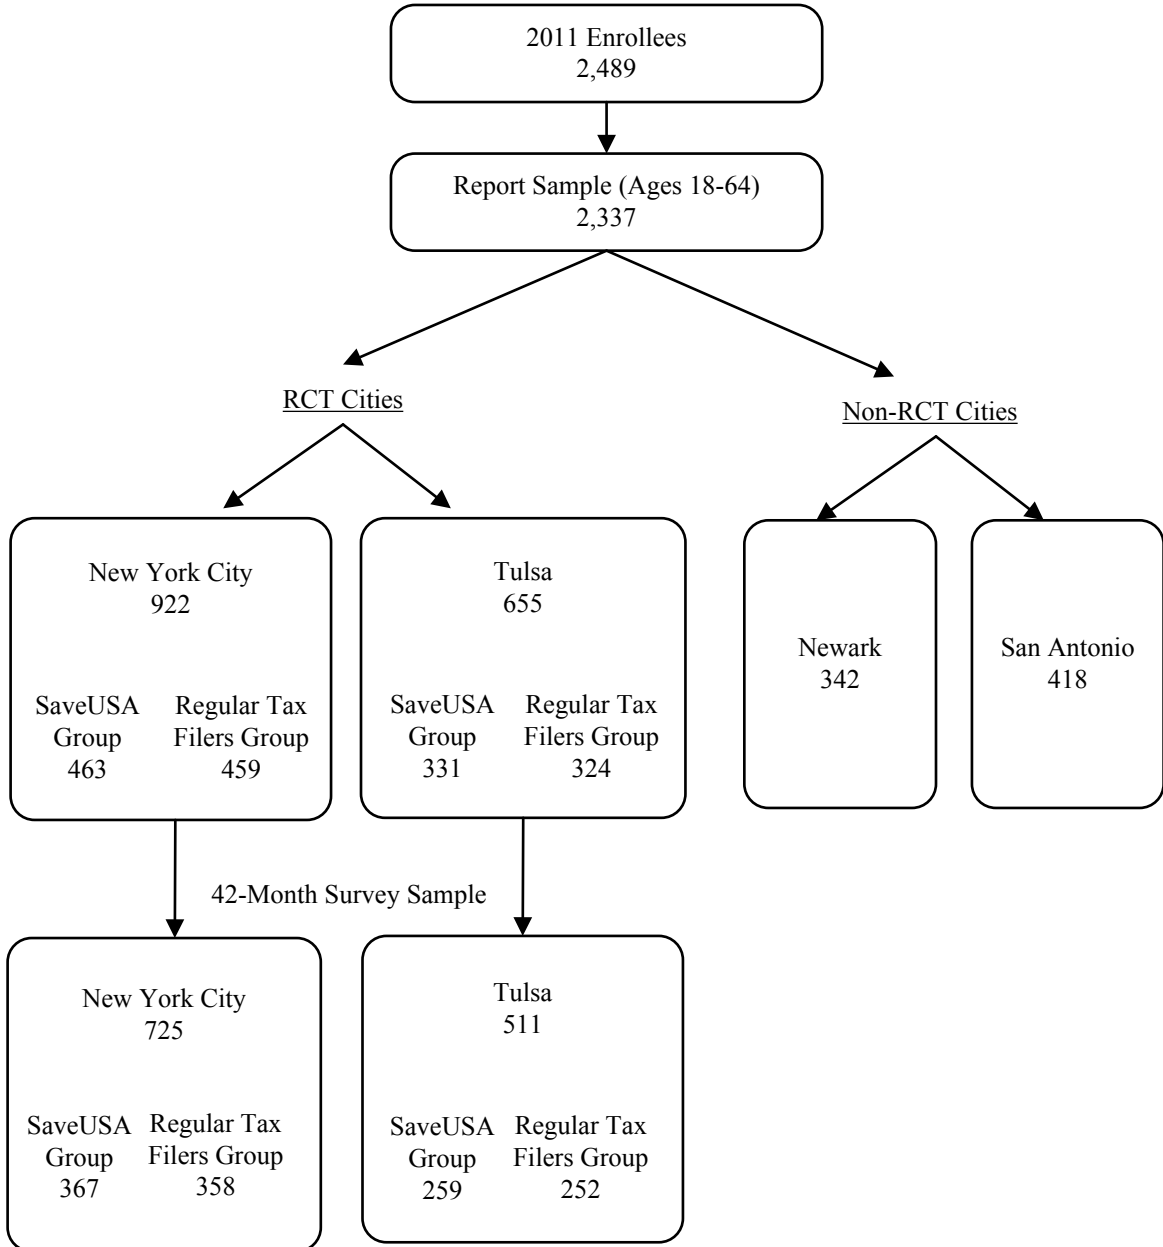 2011 Enrollees
2,489
Report Sample (Ages 18-64)
2,337
RCT Cities
Non-RCT Cities
New York City
922
SaveUSA
Group
463
Regular Tax
Filers Group
459
Tulsa
655
SaveUSA
Group
331
Regular Tax
Filers Group
324
Newark
342
San Antonio
418
42-Month Survey Sample
New York City
725
SaveUSA
Group
367
Regular Tax
Filers Group
358
Tulsa
511
SaveUSA
Group
259
Regular Tax
Filers Group
252